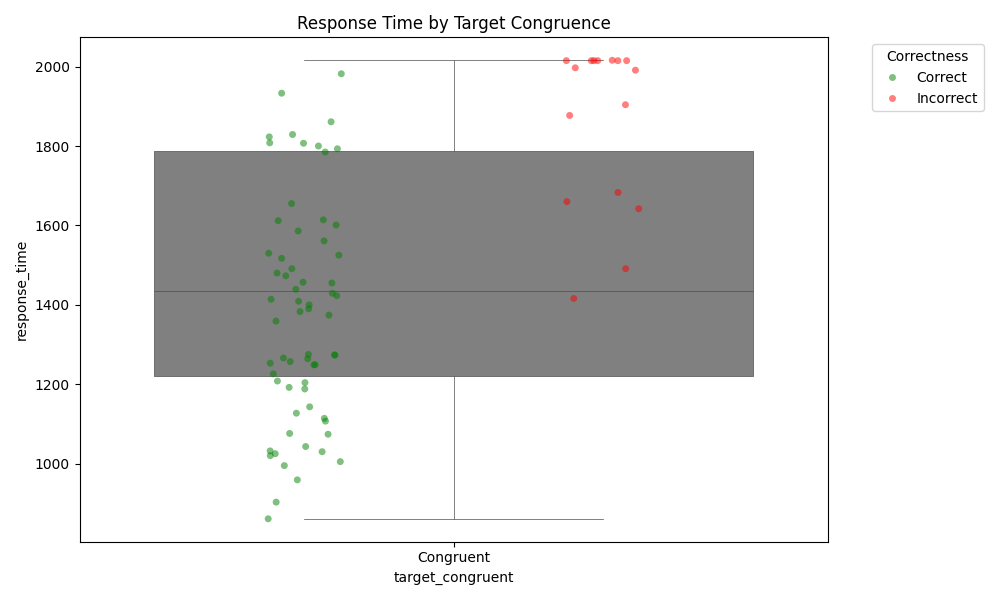 Response Time by Target Congruence
Correctness
Correct
Incorrect
response_time
2000
1800
1600
1400
1200
1000
Congruent
target_congruent